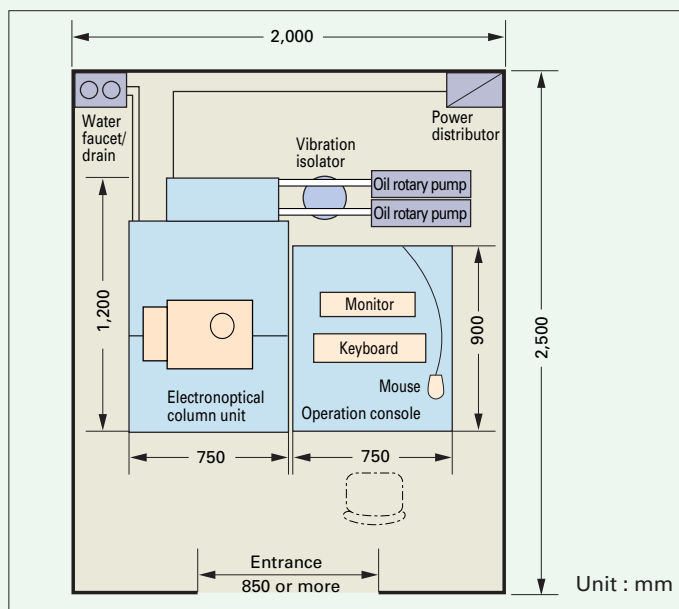 2,000
Water
faucet/
drain
Power
distributor
Vibration
isolator
Oil rotary pump
Oil rotary pump
1,200
Monitor
Keyboard
Mouse
900
2,500
Electronoptical
column unit
Operation console
750
750
Entrance
850 or more
Unit : mm